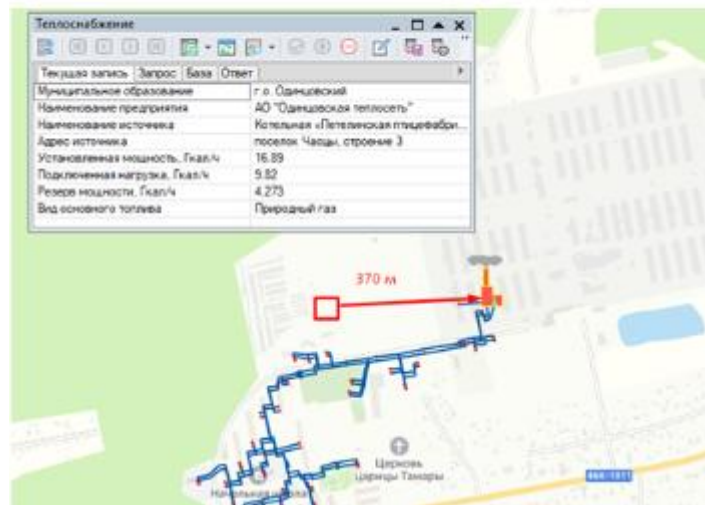 Теплоснабжение
Текущая запись Запрос База Ответ
Муниципальное образование г.о. Одинцовский
Наименование предприятия АО "Одинцовская теплосеть"
Наименование источника Котельная «Петелинская птицефабри...
Адрес источника поселок Часцы, строение 3
Установленная мощность, Гкал/ч 16.89
Подключенная нагрузка, Гкал/ч 9.82
Резерв мощности, Гкал/ч 4.273
Вид основного топлива Природный газ
370 м
Церковь
царицы Тамары
Начальная школа